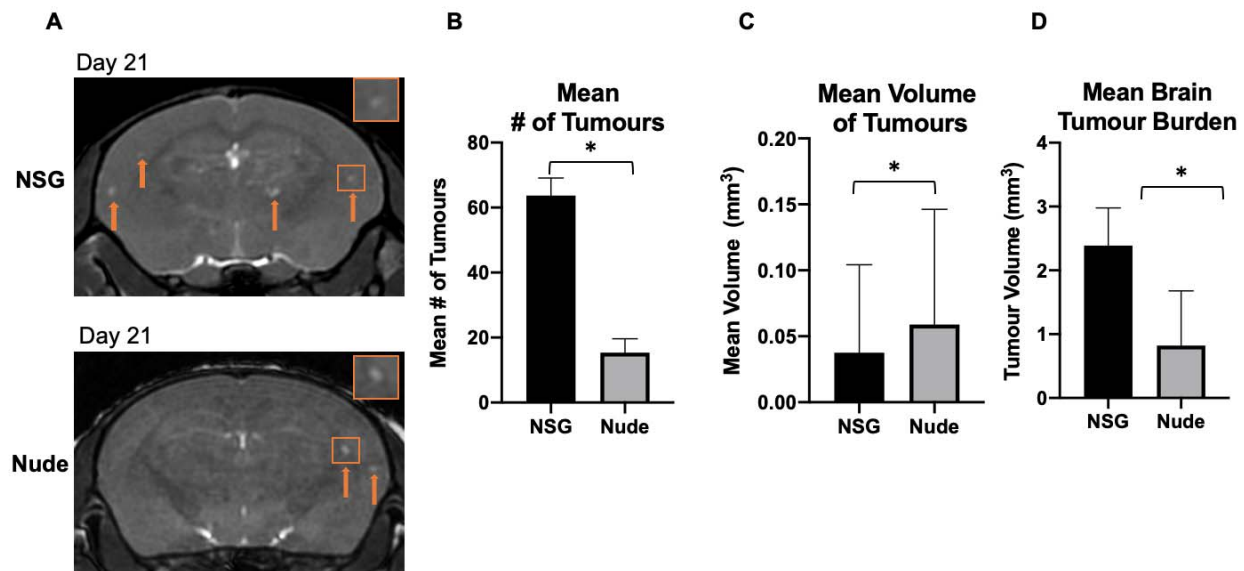 A
Day 21
NSG
Day 21
Nude
B
Mean
# of Tumours
Mean # of Tumours
80
60
40
20
0
*
NSG Nude
C
Mean Volume
of Tumours
Mean Volume (mm³)
0.20
0.15
0.10
0.05
0.00
*
NSG Nude
D
Mean Brain
Tumour Burden
Tumour Volume (mm³)
4
3
2
1
0
*
NSG Nude